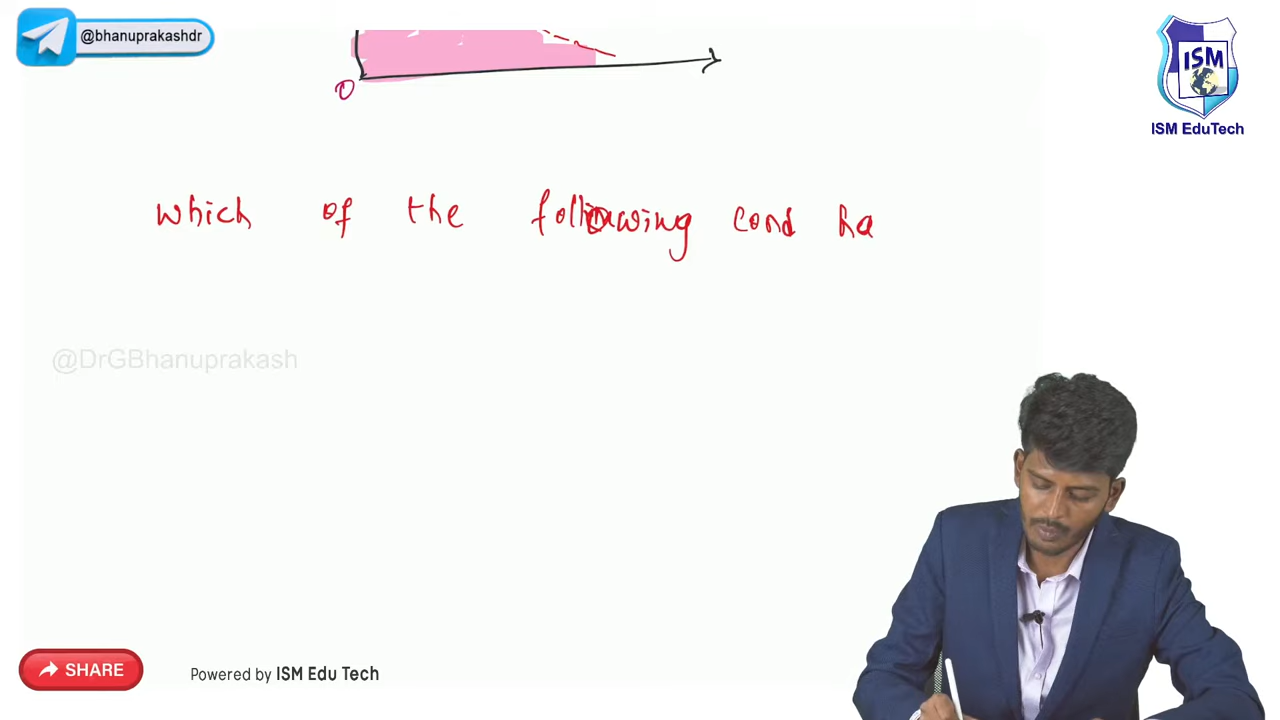 @bhanuprakashdr
ISM
ISM EduTech
0
which of the following cond ha
@DrGBhanuprakash
SHARE
Powered by ISM Edu Tech